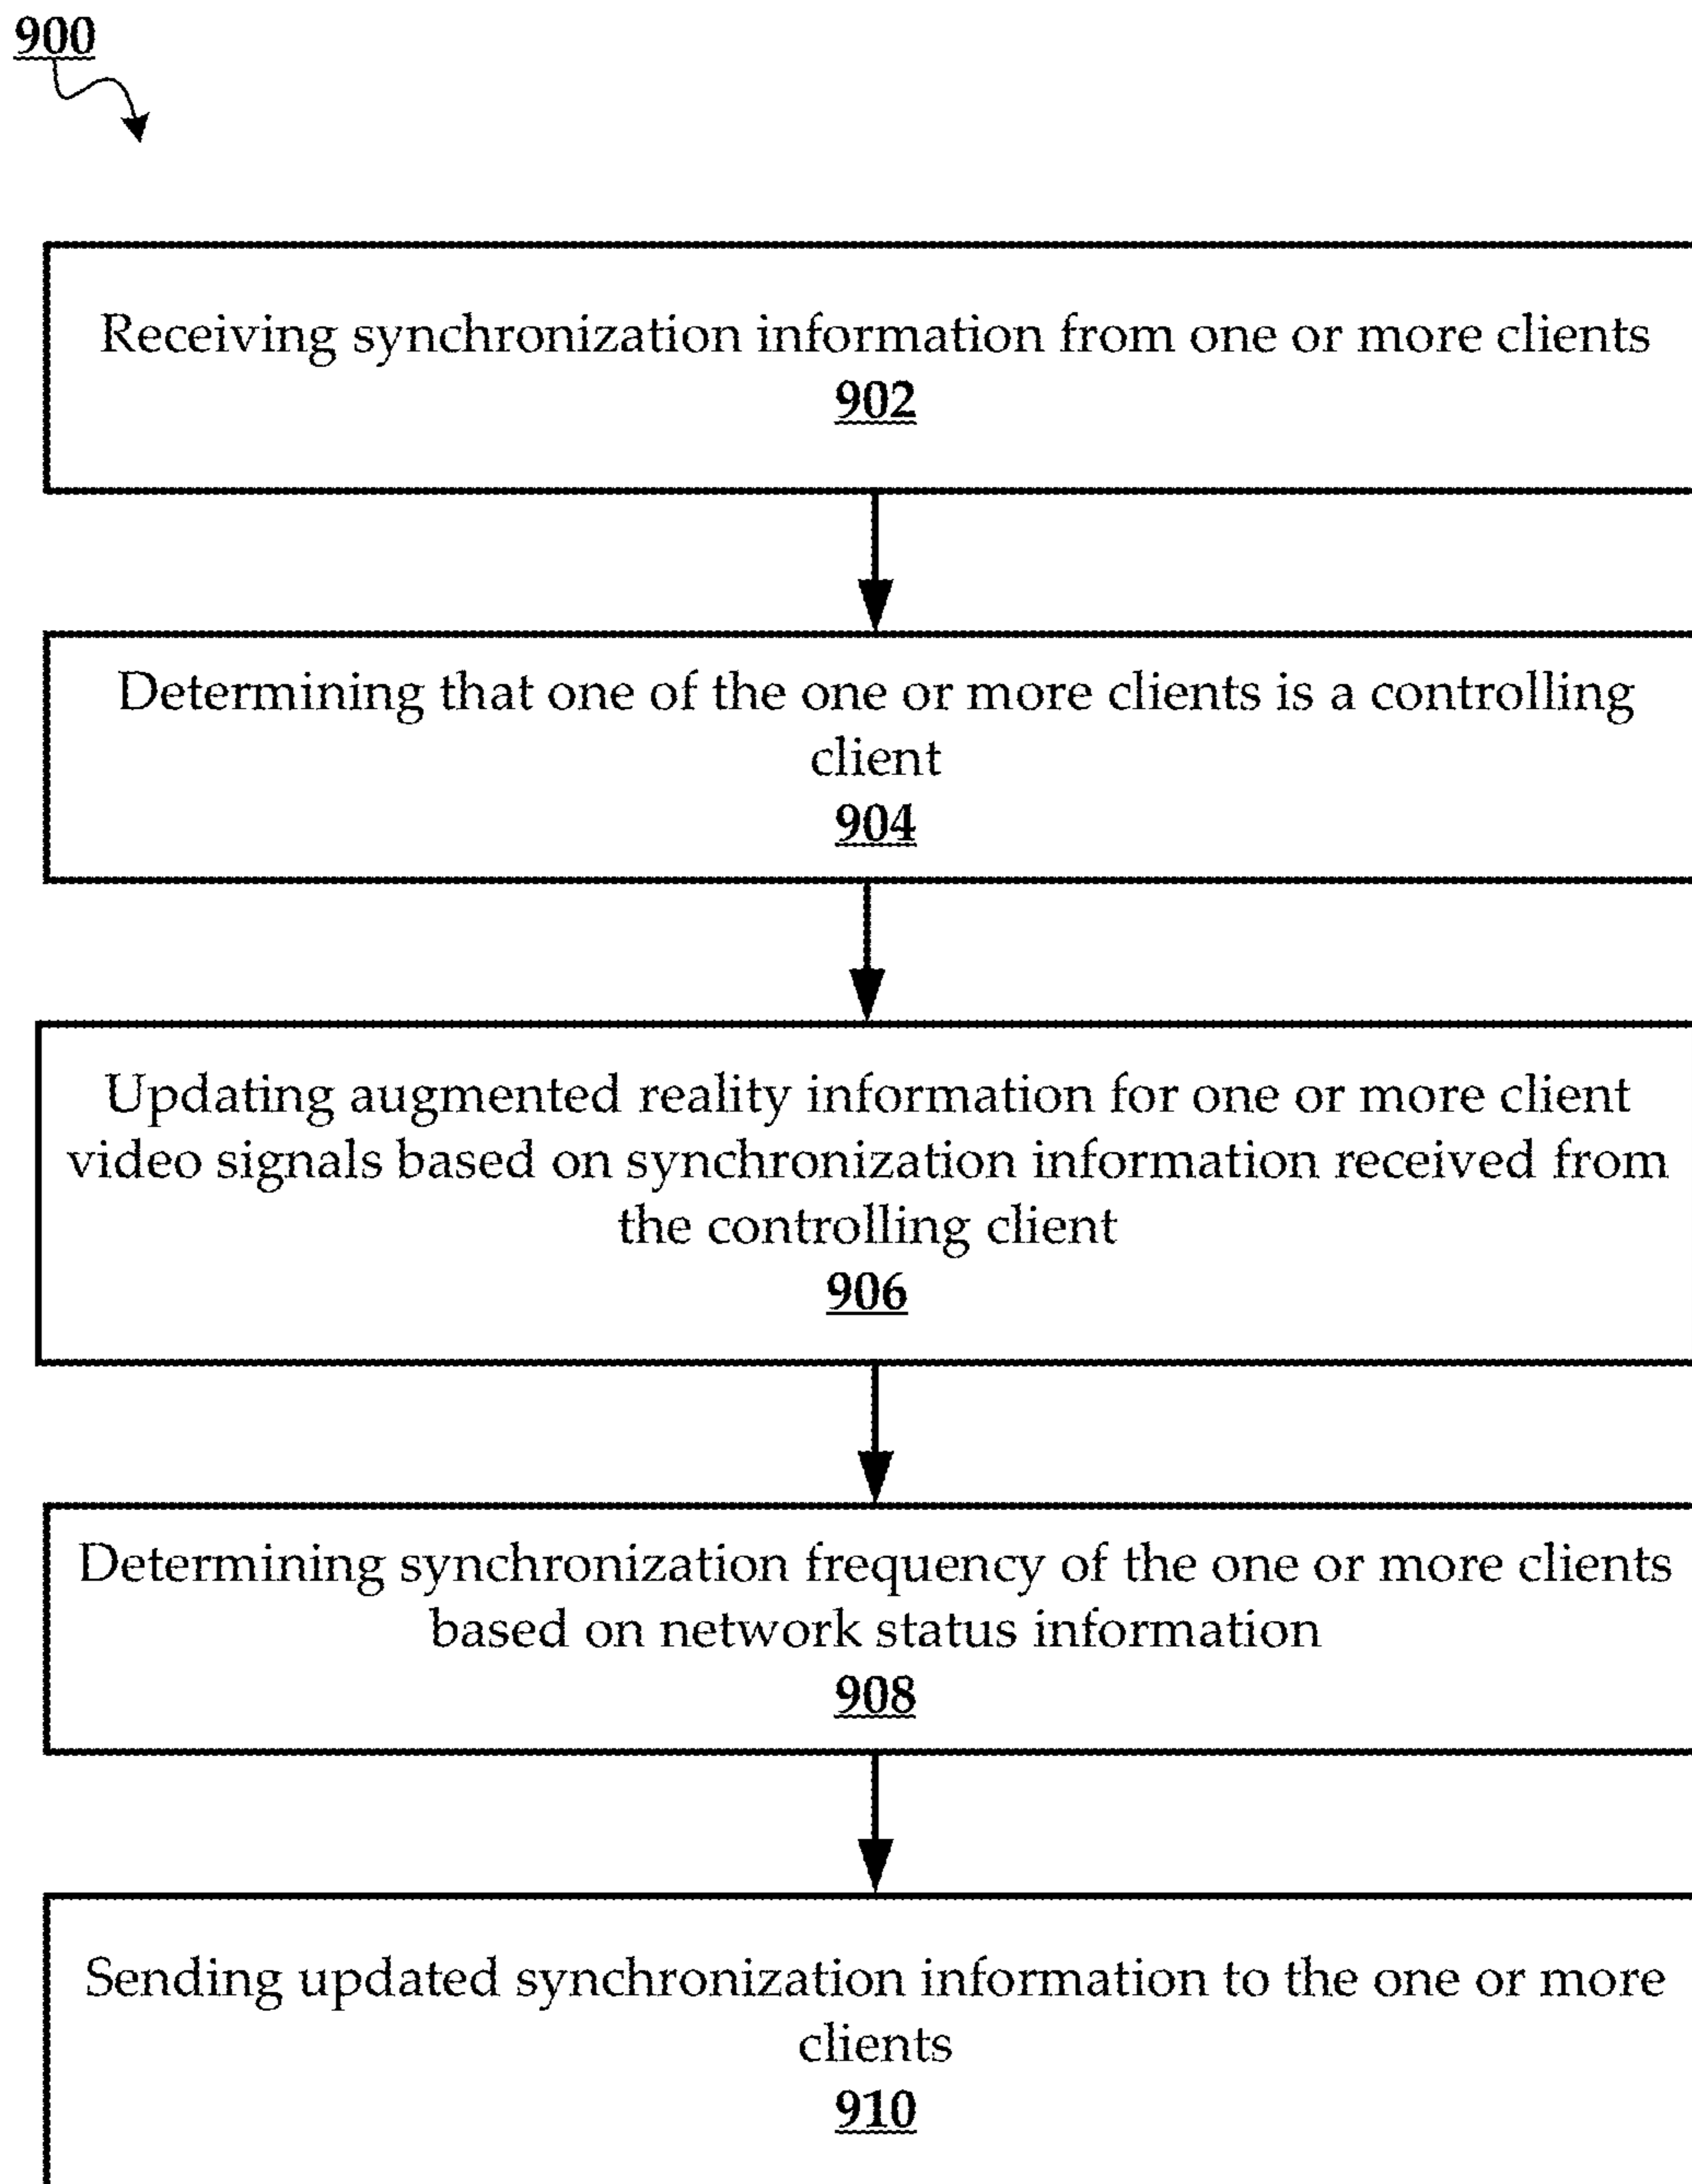 900
Receiving synchronization information from one or more clients
902
Determining that one of the one or more clients is a controlling
client
904
Updating augmented reality information for one or more client
video signals based on synchronization information received from
the controlling client
906
Determining synchronization frequency of the one or more clients
based on network status information
908
Sending updated synchronization information to the one or more
clients
910